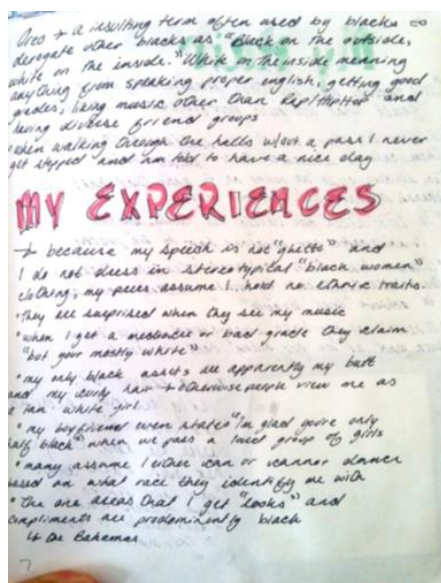 Oreo → a insulting term often used by blacks to
derogate other blacks as "Black on the outside,
white on the inside." White on the inside meaning
anything from speaking proper english, getting good
grades, liking music other than Rap/HipHop and
having diverse friend groups
when walking through the halls w/out a pass I never
get stopped and am told to have a nice day
MY EXPERIENCES
→ because my speech is not "ghetto" and
I do not dress in stereotypical "black women"
clothing, my peers assume I hold no ethnic traits.
• they are surprised when they see my music
• when I get a mediocre or bad grade they claim
"but your mostly white"
• my only black assets are apparently my butt
and my curly hair → otherwise people view me as
a tan white girl
• my boyfriend even stated "I'm glad you're only
half black" when we pass a loud group of girls
• many assume I either can or cannot dance
based on what race they identify me with
• the one areas that I get "looks" and
compliments are predominently black
↳ the Bahamas
7